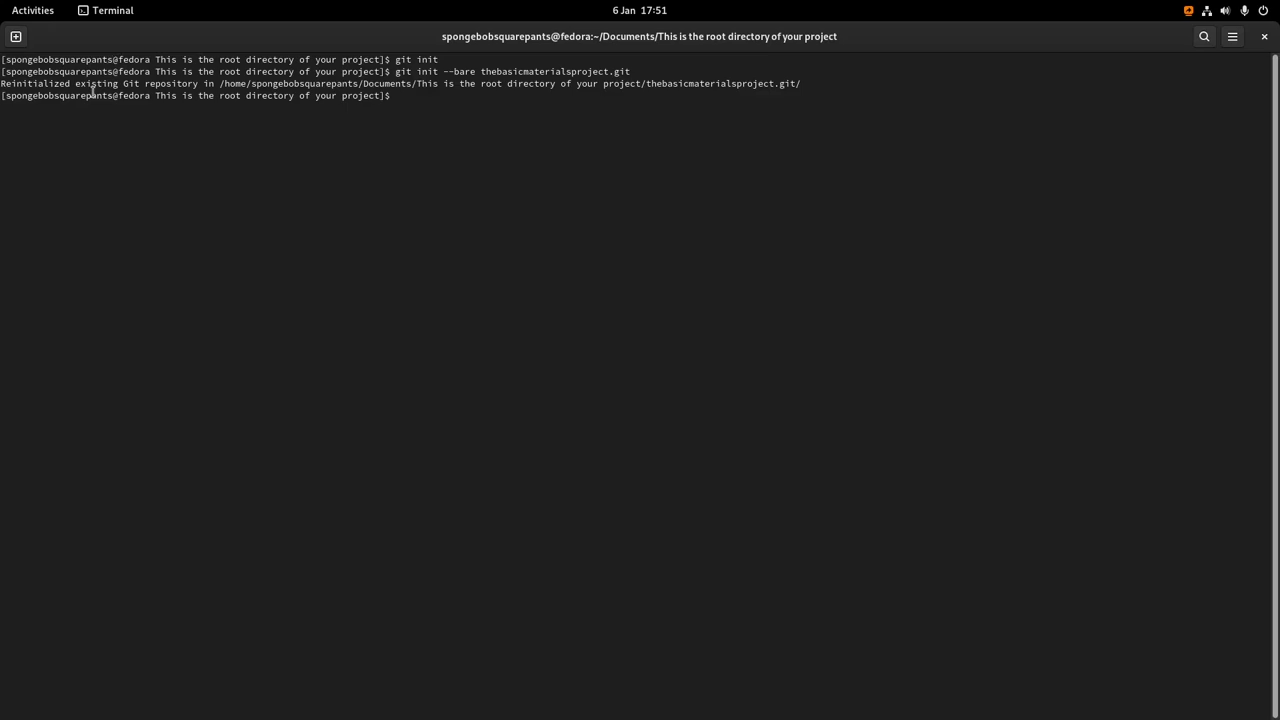 Activities
Terminal
6 Jan 17:51
spongebobsquarepants@fedora:~/Documents/This is the root directory of your project
[spongebobsquarepants@fedora This is the root directory of your project]$ git init
[spongebobsquarepants@fedora This is the root directory of your project]$ git init --bare thebasicmaterialsproject.git
Reinitialized existing Git repository in /home/spongebobsquarepants/Documents/This is the root directory of your project/thebasicmaterialsproject.git/
[spongebobsquarepants@fedora This is the root directory of your project]$